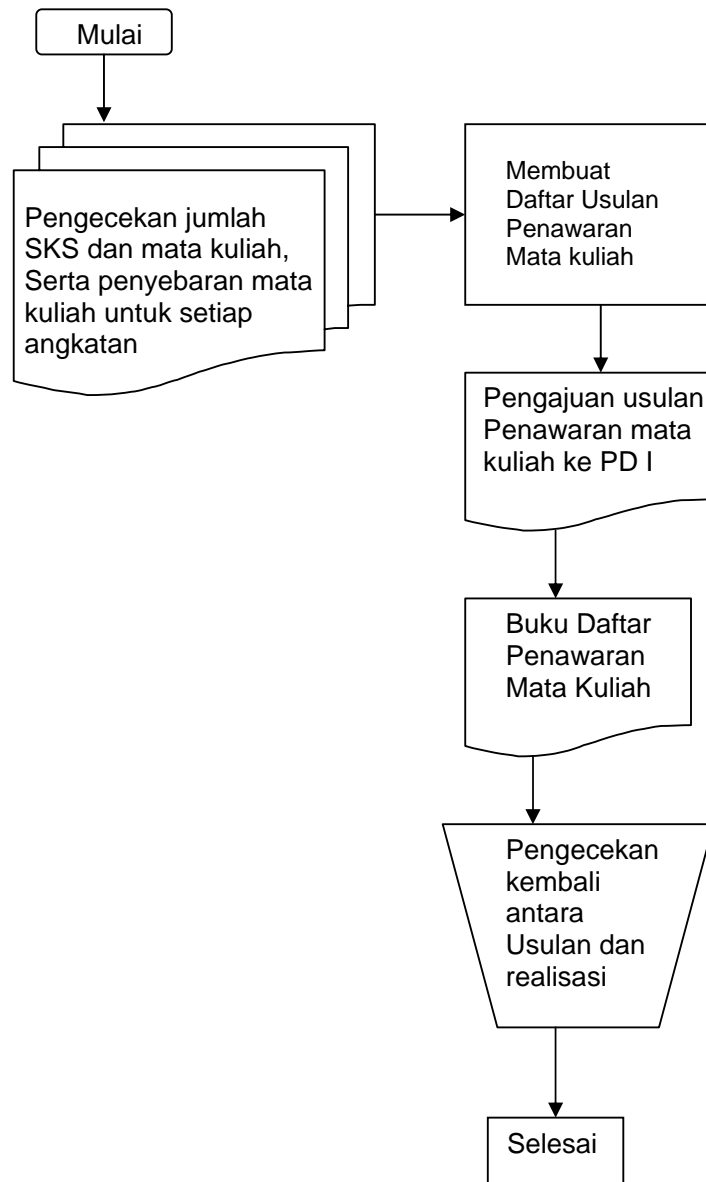 Mulai
Pengecekan jumlah
SKS dan mata kuliah,
Serta penyebaran mata
kuliah untuk setiap
angkatan
Membuat
Daftar Usulan
Penawaran
Mata kuliah
Pengajuan usulan
Penawaran mata
kuliah ke PD I
Buku Daftar
Penawaran
Mata Kuliah
Pengecekan
kembali
antara
Usulan dan
realisasi
Selesai